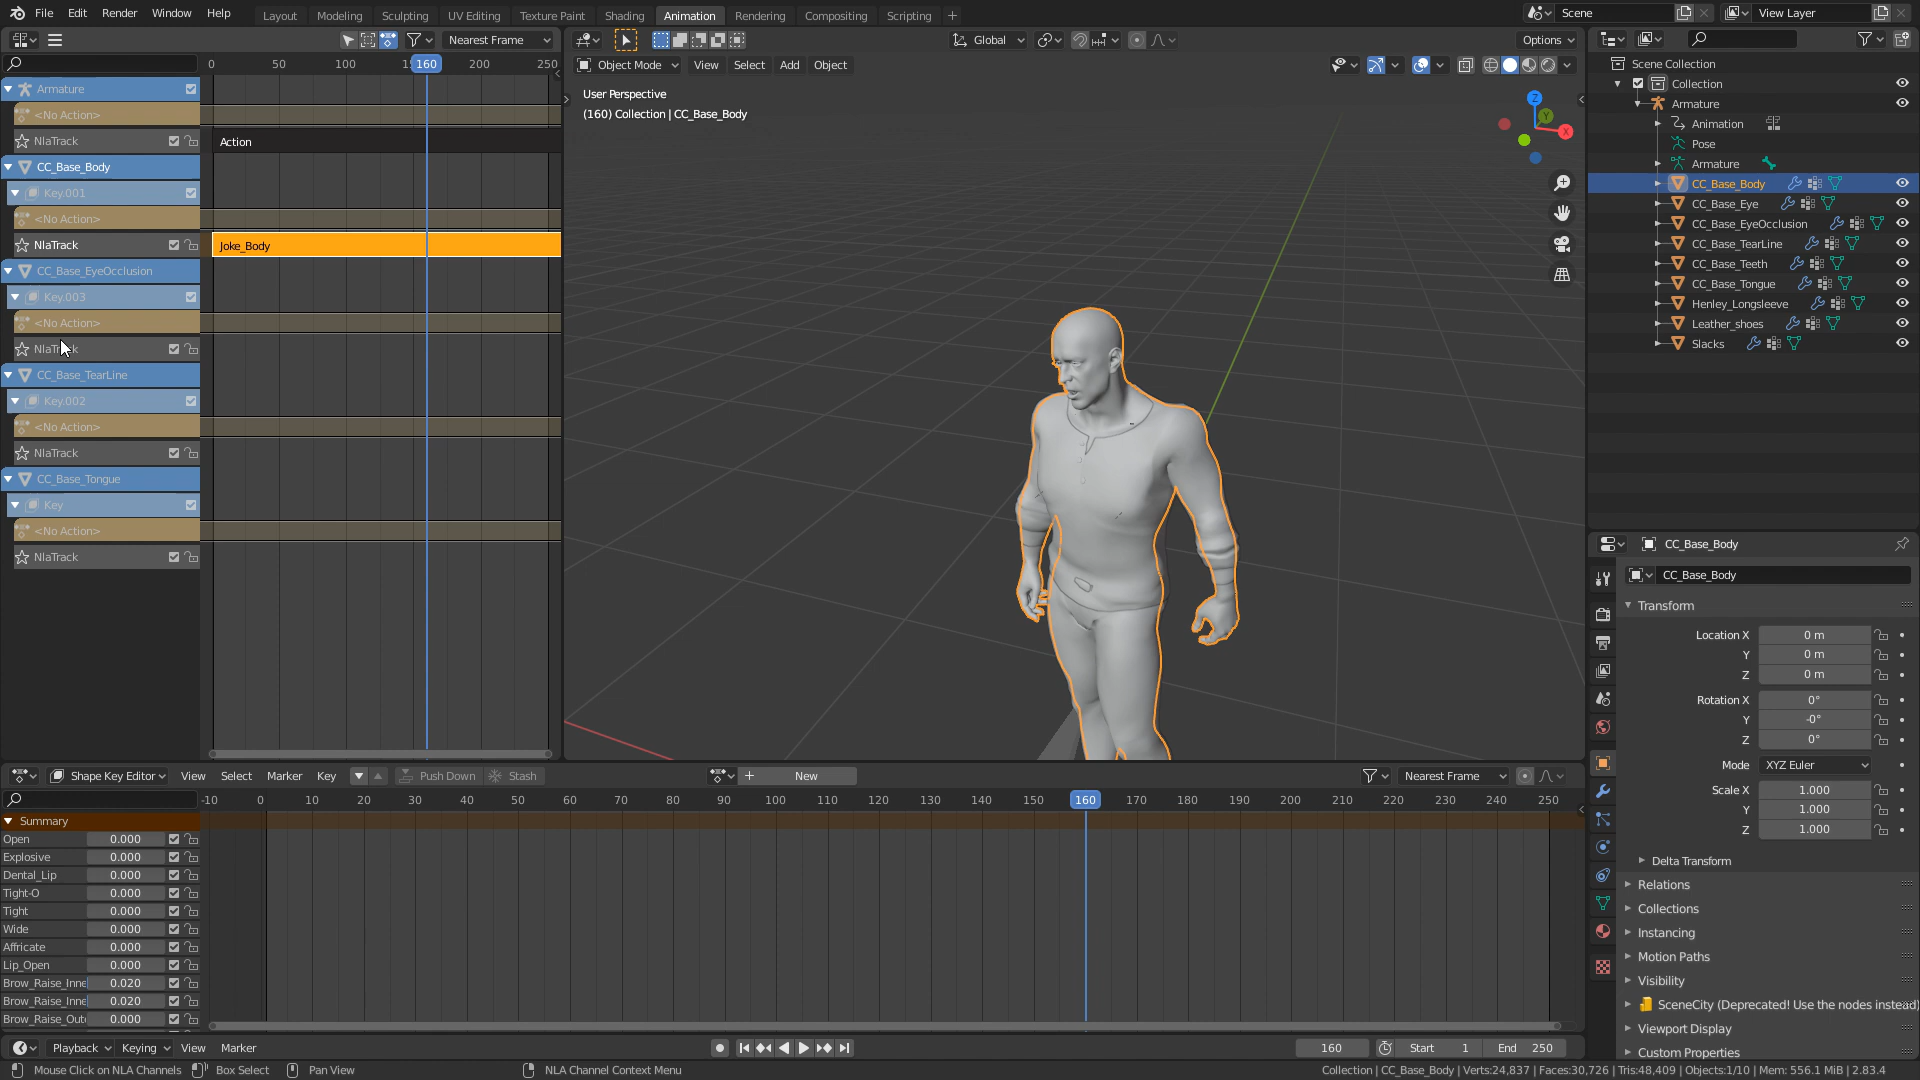 File Edit Render Window Help
Layout Modeling Sculpting UV Editing Texture Paint Shading Animation Rendering Compositing Scripting +
Scene
View Layer
Nearest Frame
Global
Options
Object Mode View Select Add Object
0 50 100 160 200 250
Armature
<No Action>
NlaTrack
Action
CC_Base_Body
Key.001
<No Action>
NlaTrack
Joke_Body
CC_Base_EyeOcclusion
Key.003
<No Action>
NlaTrack
CC_Base_TearLine
Key.002
<No Action>
NlaTrack
CC_Base_Tongue
Key
<No Action>
NlaTrack
User Perspective
(160) Collection | CC_Base_Body
Z
Y
X
Scene Collection
Collection
Armature
Animation
Pose
Armature
CC_Base_Body
CC_Base_Eye
CC_Base_EyeOcclusion
CC_Base_TearLine
CC_Base_Teeth
CC_Base_Tongue
Henley_Longsleeve
Leather_shoes
Slacks
CC_Base_Body
CC_Base_Body
Transform
Location X 0 m
Y 0 m
Z 0 m
Rotation X 0°
Y -0°
Z 0°
Mode XYZ Euler
Scale X 1.000
Y 1.000
Z 1.000
Delta Transform
Relations
Collections
Instancing
Motion Paths
Visibility
SceneCity (Deprecated! Use the nodes instead)
Viewport Display
Custom Properties
Shape Key Editor View Select Marker Key Push Down Stash + New Nearest Frame
-10 0 10 20 30 40 50 60 70 80 90 100 110 120 130 140 150 160 170 180 190 200 210 220 230 240 250
Summary
Open 0.000
Explosive 0.000
Dental_Lip 0.000
Tight-O 0.000
Tight 0.000
Wide 0.000
Affricate 0.000
Lip_Open 0.000
Brow_Raise_Inne 0.020
Brow_Raise_Inne 0.020
Brow_Raise_Out 0.000
Playback Keying View Marker
160 Start 1 End 250
Mouse Click on NLA Channels Box Select Pan View NLA Channel Context Menu
Collection | CC_Base_Body | Verts:24,837 | Faces:30,726 | Tris:48,409 | Objects:1/10 | Mem: 556.1 MiB | 2.83.4